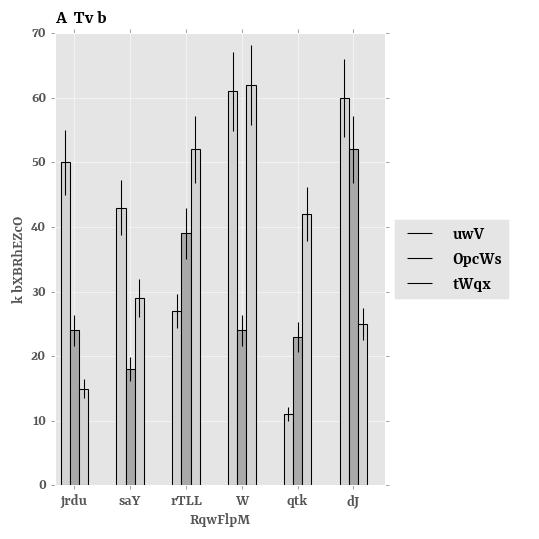 A  Tv b
70
60
50
40
30
20
10
0
k bXBRhEZcO
jrdu saY rTLL W qtk dJ
RqwFlpM
uwV
OpcWs
tWqx